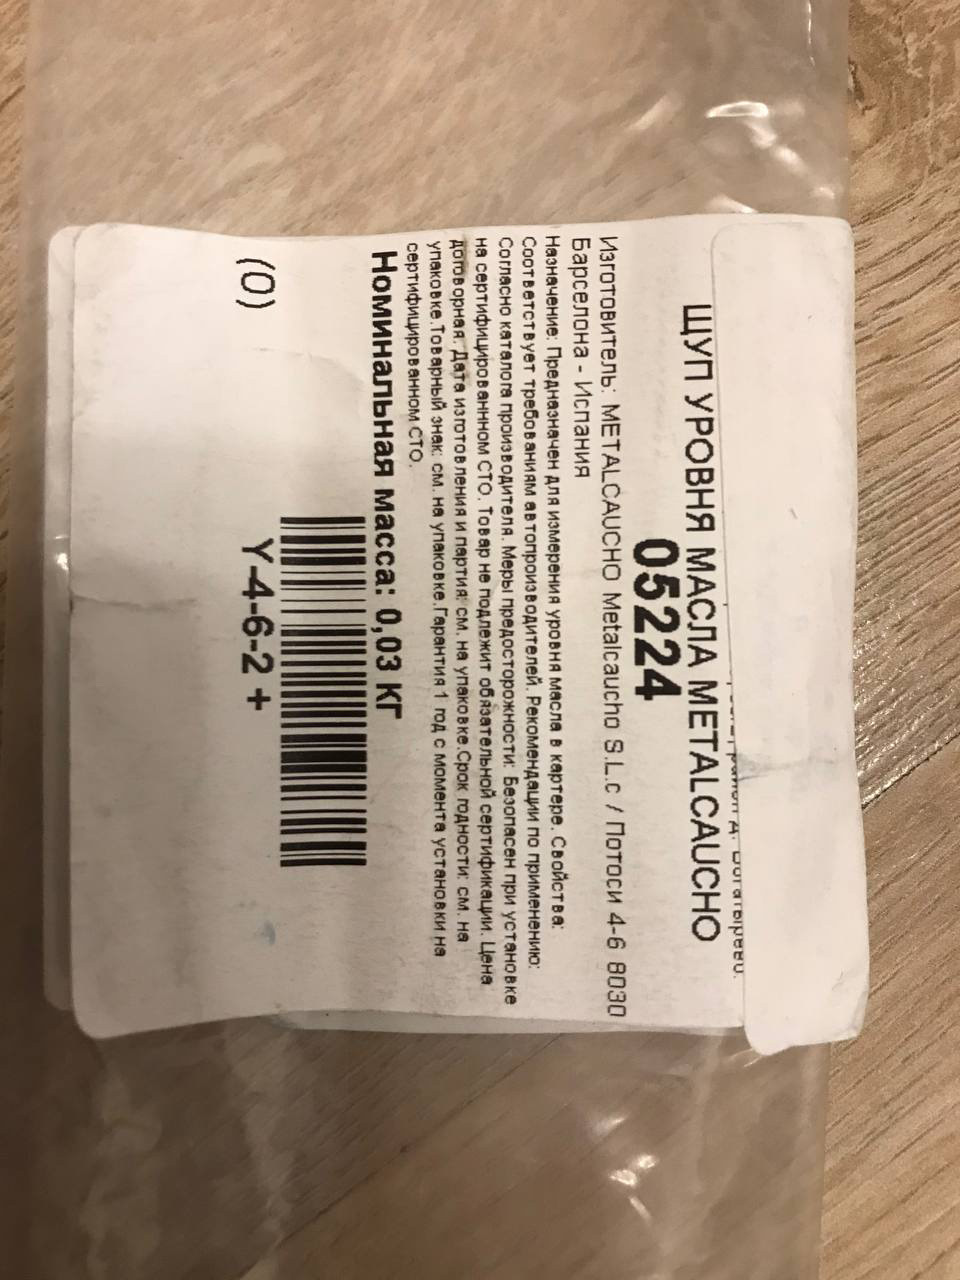 Богатырево.
ЩУП УРОВНЯ МАСЛА METALCAUCHO
05224
Изготовитель: METALCAUCHO Metalcaucho S.L.c / Потоси 4-6 8030
Барселона - Испания
Назначение: Предназначен для измерения уровня масла в картере. Свойства:
Соответствует требованиям автопроизводителей. Рекомендации по применению:
Согласно каталога производителя. Меры предосторожности: Безопасен при установке
на сертифицированнном СТО. Товар не подлежит обязательной сертификации. Цена
договорная. Дата изготовления и партия: см. на упаковке.Срок годности: см. на
упаковке.Товарный знак: см. на упаковке.Гарантия 1 год с момента установки на
сертифицированном СТО.
Номинальная масса: 0,03 КГ
Y-4-6-2 +
(0)